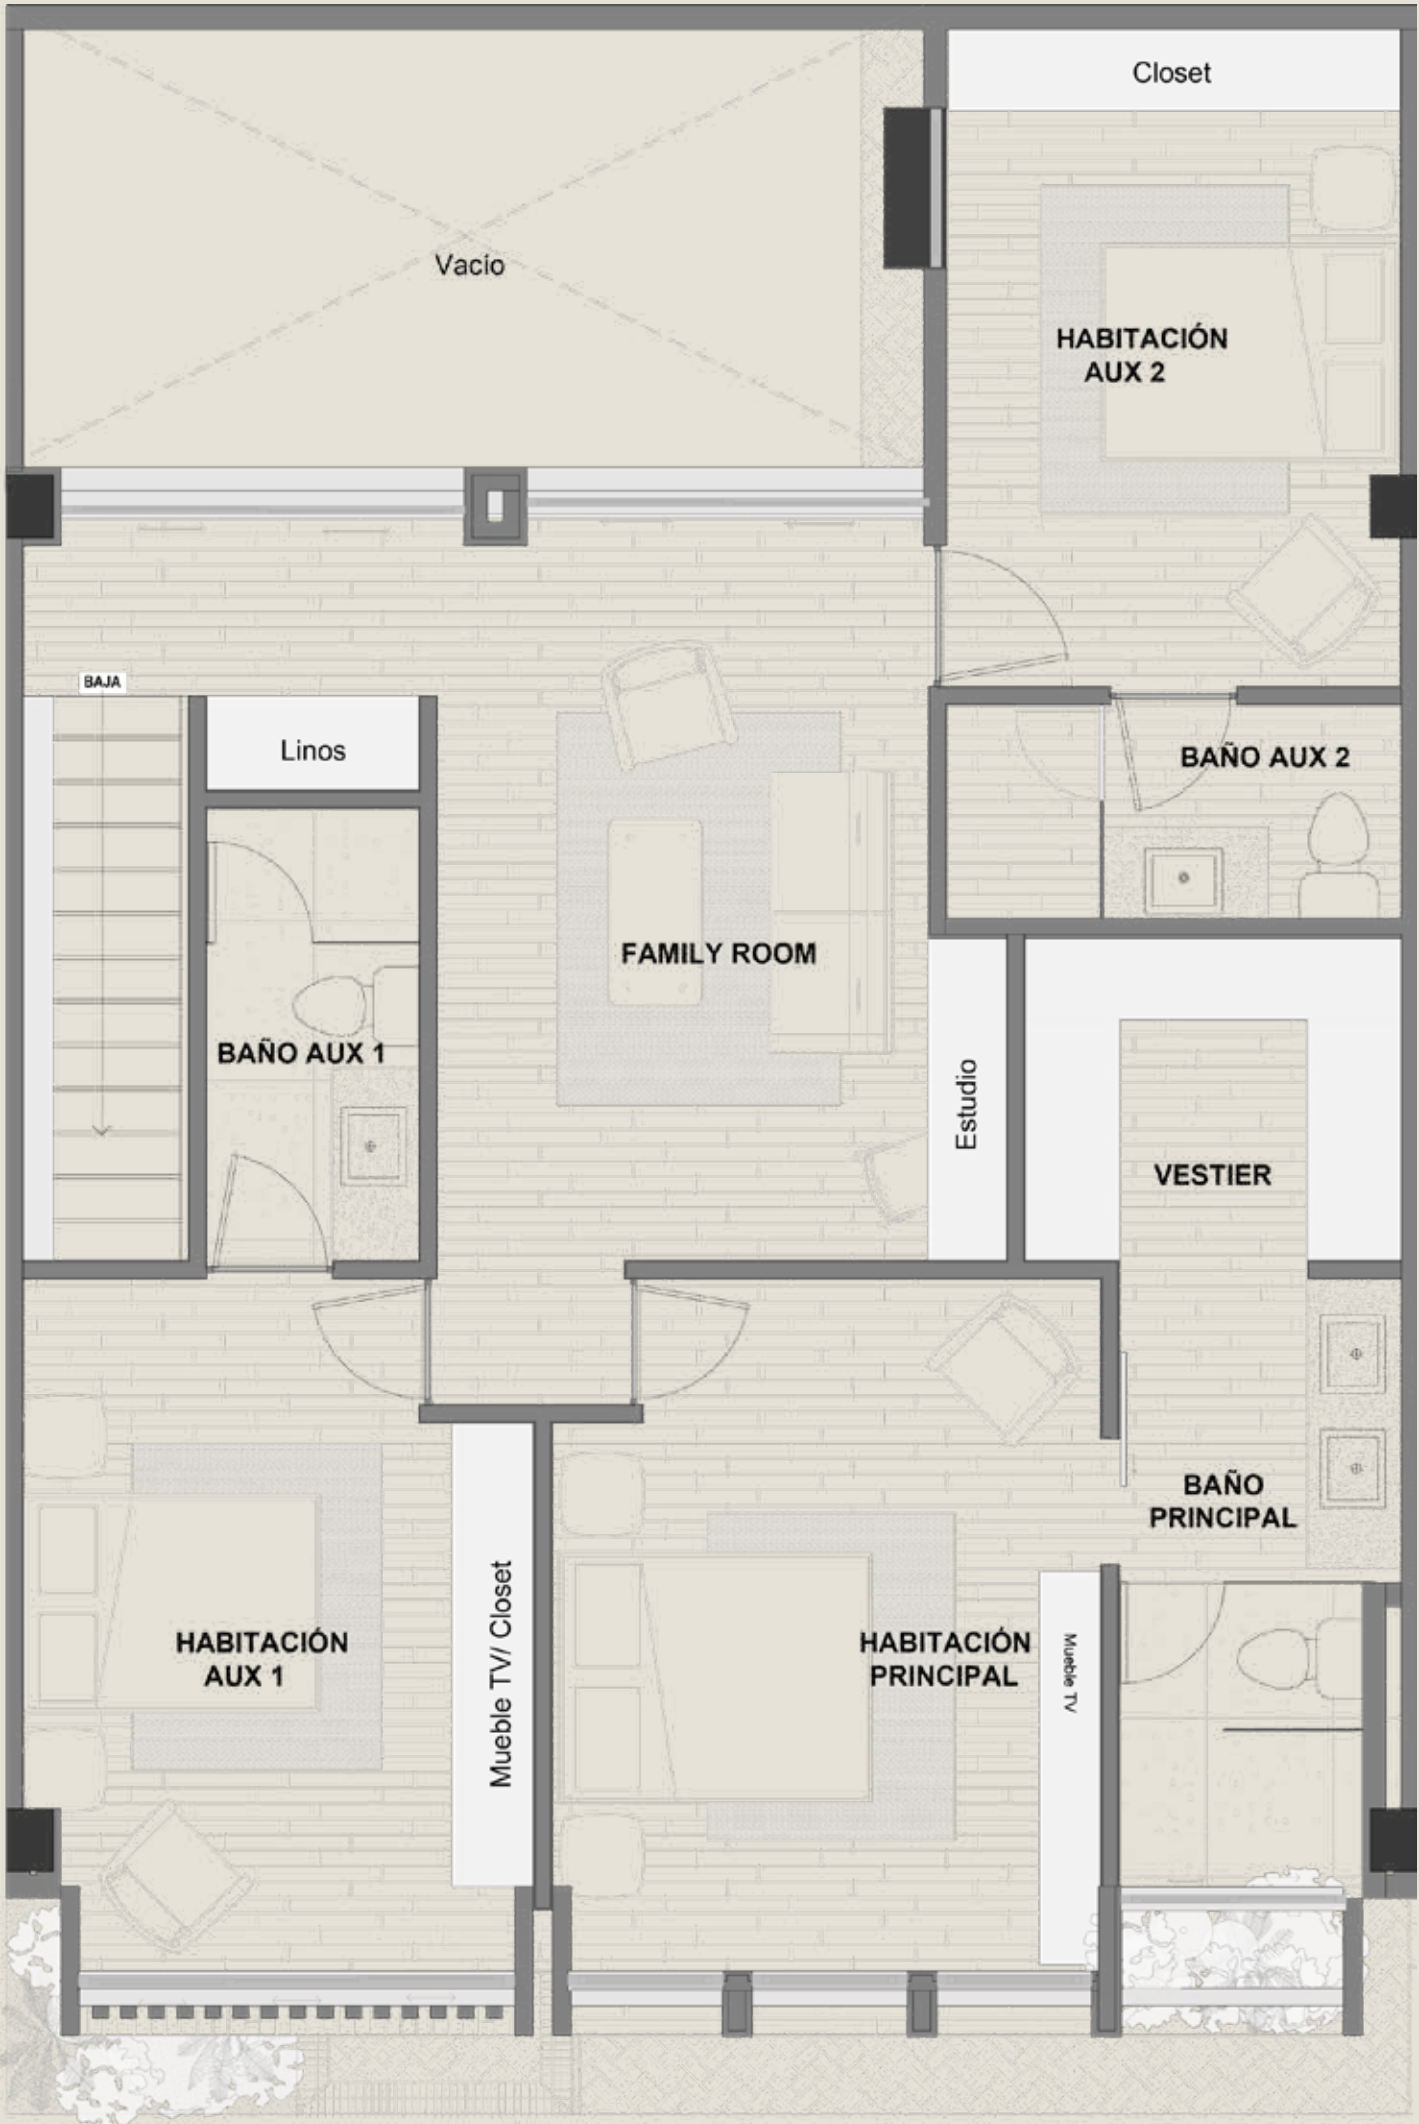 Closet
Vacio
HABITACIÓN
AUX 2
BAJA
Linos
BAÑO AUX 2
FAMILY ROOM
BAÑO AUX 1
Estudio
VESTIER
BAÑO
PRINCIPAL
HABITACIÓN
AUX 1
Mueble TV/ Closet
HABITACIÓN
PRINCIPAL
Mueble TV